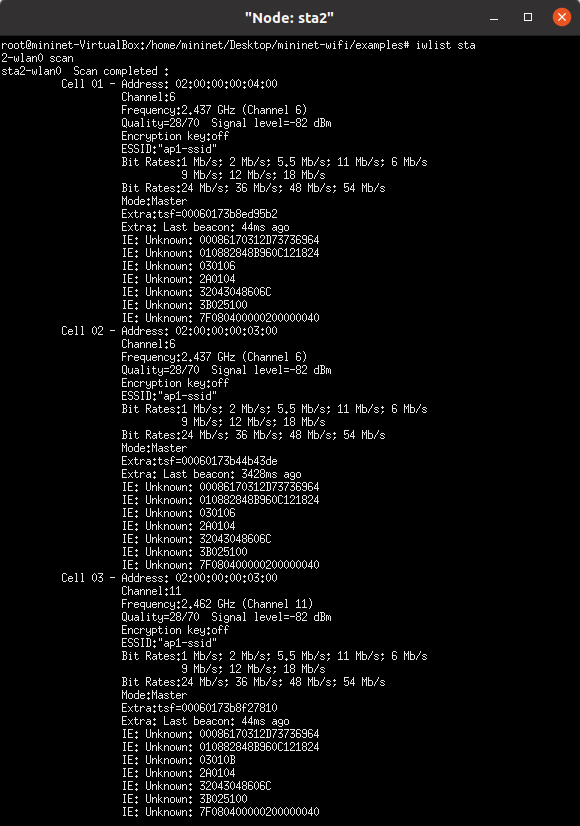 "Node: sta2"
root@mininet-VirtualBox:/home/mininet/Desktop/mininet-wifi/examples# iwlist sta
2-wlan0 scan
sta2-wlan0  Scan completed :
          Cell 01 - Address: 02:00:00:00:04:00
                    Channel:6
                    Frequency:2.437 GHz (Channel 6)
                    Quality=28/70  Signal level=-82 dBm
                    Encryption key:off
                    ESSID:"ap1-ssid"
                    Bit Rates:1 Mb/s; 2 Mb/s; 5.5 Mb/s; 11 Mb/s; 6 Mb/s
                              9 Mb/s; 12 Mb/s; 18 Mb/s
                    Bit Rates:24 Mb/s; 36 Mb/s; 48 Mb/s; 54 Mb/s
                    Mode:Master
                    Extra:tsf=00060173b8ed95b2
                    Extra: Last beacon: 44ms ago
                    IE: Unknown: 00086170312D73736964
                    IE: Unknown: 010882848B960C121824
                    IE: Unknown: 030106
                    IE: Unknown: 2A0104
                    IE: Unknown: 32043048606C
                    IE: Unknown: 3B025100
                    IE: Unknown: 7F080400000200000040
          Cell 02 - Address: 02:00:00:00:03:00
                    Channel:6
                    Frequency:2.437 GHz (Channel 6)
                    Quality=28/70  Signal level=-82 dBm
                    Encryption key:off
                    ESSID:"ap1-ssid"
                    Bit Rates:1 Mb/s; 2 Mb/s; 5.5 Mb/s; 11 Mb/s; 6 Mb/s
                              9 Mb/s; 12 Mb/s; 18 Mb/s
                    Bit Rates:24 Mb/s; 36 Mb/s; 48 Mb/s; 54 Mb/s
                    Mode:Master
                    Extra:tsf=00060173b44b43de
                    Extra: Last beacon: 3428ms ago
                    IE: Unknown: 00086170312D73736964
                    IE: Unknown: 010882848B960C121824
                    IE: Unknown: 030106
                    IE: Unknown: 2A0104
                    IE: Unknown: 32043048606C
                    IE: Unknown: 3B025100
                    IE: Unknown: 7F080400000200000040
          Cell 03 - Address: 02:00:00:00:03:00
                    Channel:11
                    Frequency:2.462 GHz (Channel 11)
                    Quality=28/70  Signal level=-82 dBm
                    Encryption key:off
                    ESSID:"ap1-ssid"
                    Bit Rates:1 Mb/s; 2 Mb/s; 5.5 Mb/s; 11 Mb/s; 6 Mb/s
                              9 Mb/s; 12 Mb/s; 18 Mb/s
                    Bit Rates:24 Mb/s; 36 Mb/s; 48 Mb/s; 54 Mb/s
                    Mode:Master
                    Extra:tsf=00060173b8f27810
                    Extra: Last beacon: 44ms ago
                    IE: Unknown: 00086170312D73736964
                    IE: Unknown: 010882848B960C121824
                    IE: Unknown: 03010B
                    IE: Unknown: 2A0104
                    IE: Unknown: 32043048606C
                    IE: Unknown: 3B025100
                    IE: Unknown: 7F080400000200000040